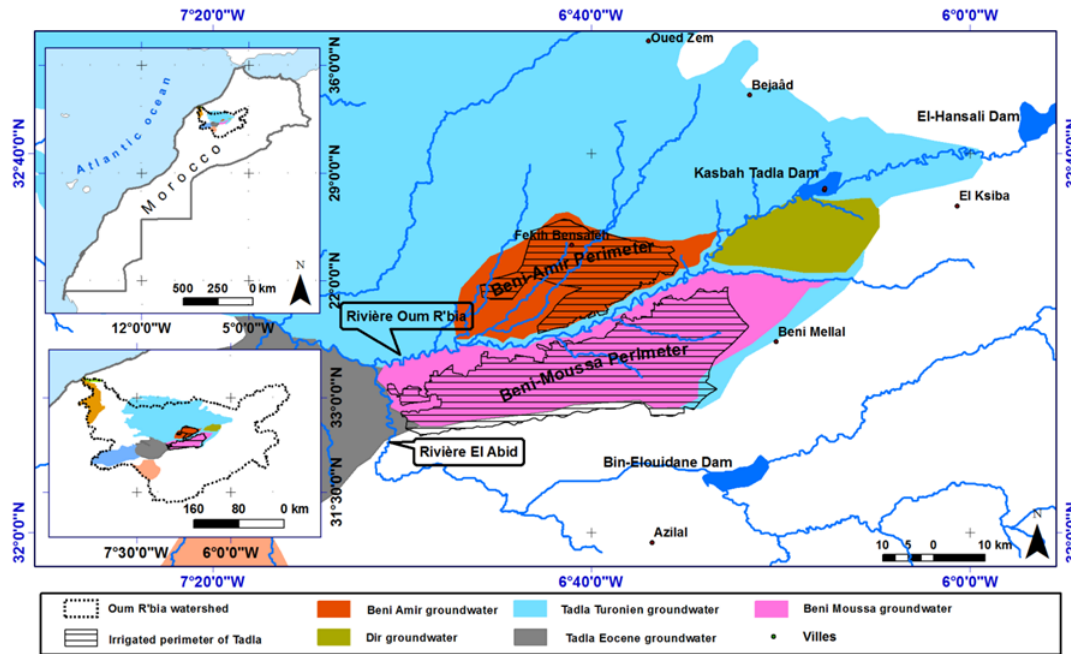 7°20'0"W
6°40'0"W
6°0'0"W
Oued Zem
Bejaâd
El-Hansali Dam
32°40'0"N
32°40'0"N
Kasbah Tadla Dam
El Ksiba
Fekih Bensaleh
Beni-Amir Perimeter
Rivière Oum R'bia
Beni Mellal
Beni-Moussa Perimeter
Rivière El Abid
Bin-Elouidane Dam
Azilal
32°0'0"N
32°0'0"N
10 5 0 10 km
N
7°20'0"W
6°40'0"W
6°0'0"W
Atlantic ocean
Morocco
36°0'0"N
29°0'0"N
22°0'0"N
N
500 250 0 km
12°0'0"W
5°0'0"W
33°0'0"N
31°30'0"N
160 80 0 km
7°30'0"W
6°0'0"W
Oum R'bia watershed
Beni Amir groundwater
Tadla Turonien groundwater
Beni Moussa groundwater
Irrigated perimeter of Tadla
Dir groundwater
Tadla Eocene groundwater
Villes